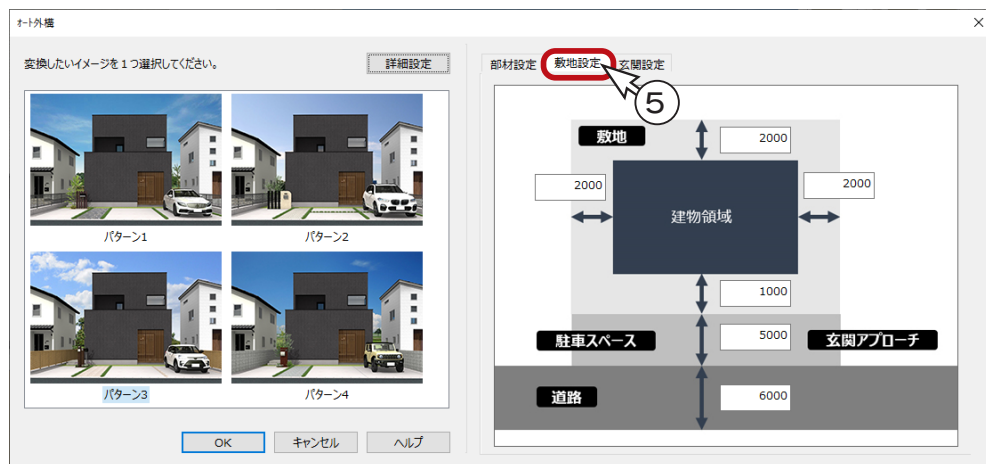 オート外構
変換したいイメージを１つ選択してください。
詳細設定
パターン1
パターン2
パターン3
パターン4
OK
キャンセル
ヘルプ
部材設定
敷地設定
玄関設定
⑤
敷地
2000
2000
2000
建物領域
1000
駐車スペース
5000
玄関アプローチ
道路
6000